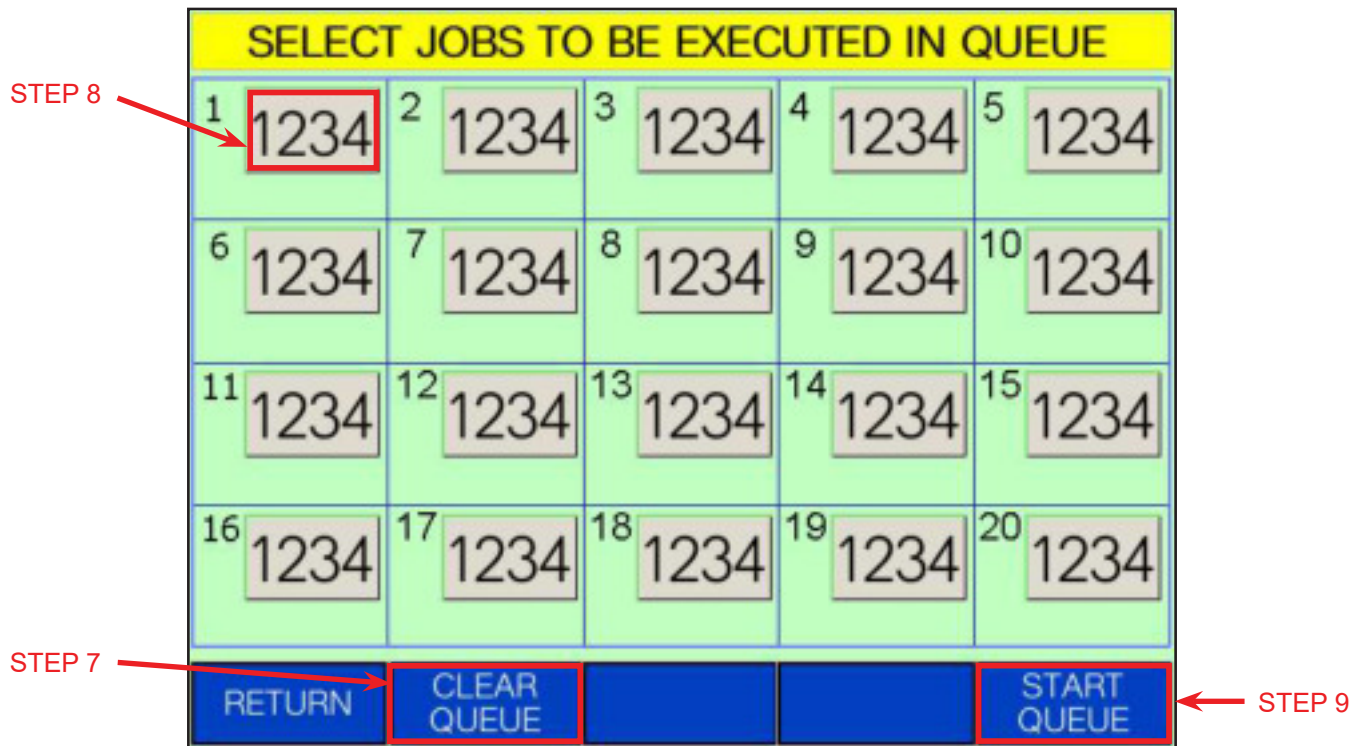 SELECT JOBS TO BE EXECUTED IN QUEUE
STEP 8
1 1234 2 1234 3 1234 4 1234 5 1234
6 1234 7 1234 8 1234 9 1234 10 1234
11 1234 12 1234 13 1234 14 1234 15 1234
16 1234 17 1234 18 1234 19 1234 20 1234
STEP 7
RETURN
CLEAR
QUEUE
START
QUEUE
STEP 9